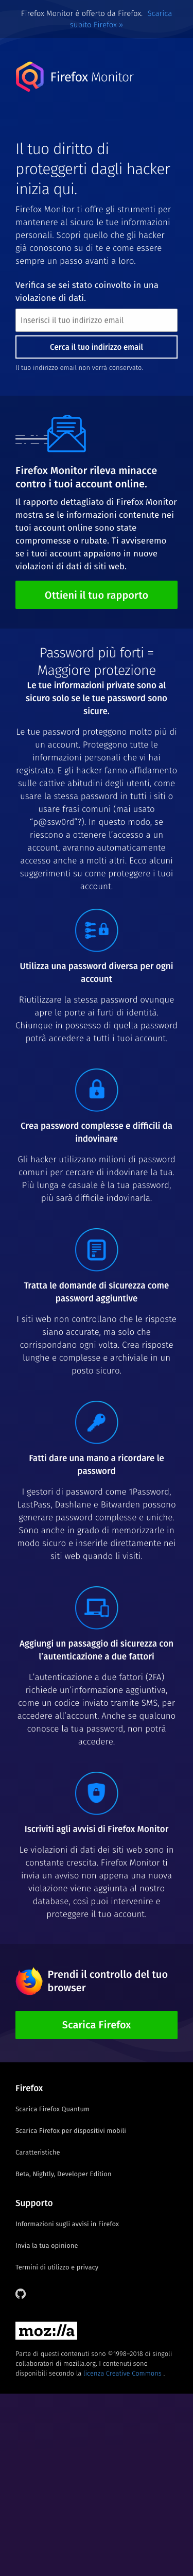 Firefox Monitor è offerto da Firefox. Scarica
subito Firefox »
Firefox Monitor
Il tuo diritto di
proteggerti dagli hacker
inizia qui.
Firefox Monitor ti offre gli strumenti per
mantenere al sicuro le tue informazioni
personali. Scopri quello che gli hacker
già conoscono su di te e come essere
sempre un passo avanti a loro.
Verifica se sei stato coinvolto in una
violazione di dati.
Inserisci il tuo indirizzo email
Cerca il tuo indirizzo email
Il tuo indirizzo email non verrà conservato.
Firefox Monitor rileva minacce
contro i tuoi account online.
Il rapporto dettagliato di Firefox Monitor
mostra se le informazioni contenute nei
tuoi account online sono state
compromesse o rubate. Ti avviseremo
se i tuoi account appaiono in nuove
violazioni di dati di siti web.
Ottieni il tuo rapporto
Password più forti =
Maggiore protezione
Le tue informazioni private sono al
sicuro solo se le tue password sono
sicure.
Le tue password proteggono molto più di
un account. Proteggono tutte le
informazioni personali che vi hai
registrato. E gli hacker fanno affidamento
sulle cattive abitudini degli utenti, come
usare la stessa password in tutti i siti o
usare frasi comuni (mai usato
“p@ssw0rd”?). In questo modo, se
riescono a ottenere l’accesso a un
account, avranno automaticamente
accesso anche a molti altri. Ecco alcuni
suggerimenti su come proteggere i tuoi
account.
Utilizza una password diversa per ogni
account
Riutilizzare la stessa password ovunque
apre le porte ai furti di identità.
Chiunque in possesso di quella password
potrà accedere a tutti i tuoi account.
Crea password complesse e difficili da
indovinare
Gli hacker utilizzano milioni di password
comuni per cercare di indovinare la tua.
Più lunga e casuale è la tua password,
più sarà difficile indovinarla.
Tratta le domande di sicurezza come
password aggiuntive
I siti web non controllano che le risposte
siano accurate, ma solo che
corrispondano ogni volta. Crea risposte
lunghe e complesse e archiviale in un
posto sicuro.
Fatti dare una mano a ricordare le
password
I gestori di password come 1Password,
LastPass, Dashlane e Bitwarden possono
generare password complesse e uniche.
Sono anche in grado di memorizzarle in
modo sicuro e inserirle direttamente nei
siti web quando li visiti.
Aggiungi un passaggio di sicurezza con
l’autenticazione a due fattori
L’autenticazione a due fattori (2FA)
richiede un’informazione aggiuntiva,
come un codice inviato tramite SMS, per
accedere all’account. Anche se qualcuno
conosce la tua password, non potrà
accedere.
Iscriviti agli avvisi di Firefox Monitor
Le violazioni di dati dei siti web sono in
constante crescita. Firefox Monitor ti
invia un avviso non appena una nuova
violazione viene aggiunta al nostro
database, così puoi intervenire e
proteggere il tuo account.
Prendi il controllo del tuo
browser
Scarica Firefox
Firefox
Scarica Firefox Quantum
Scarica Firefox per dispositivi mobili
Caratteristiche
Beta, Nightly, Developer Edition
Supporto
Informazioni sugli avvisi in Firefox
Invia la tua opinione
Termini di utilizzo e privacy
moz://a
Parte di questi contenuti sono ©1998–2018 di singoli
collaboratori di mozilla.org. I contenuti sono
disponibili secondo la licenza Creative Commons .